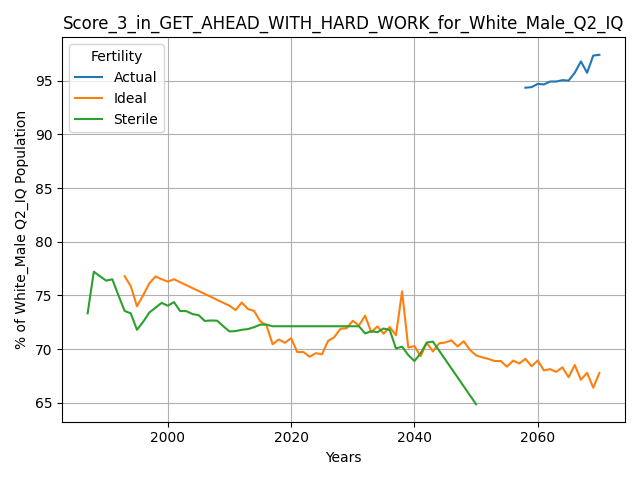 Score_3_in_GET_AHEAD_WITH_HARD_WORK_for_White_Male_Q2_IQ
Fertility
Actual
Ideal
Sterile
% of White_Male Q2_IQ Population
95
90
85
80
75
70
65
2000
2020
2040
2060
Years